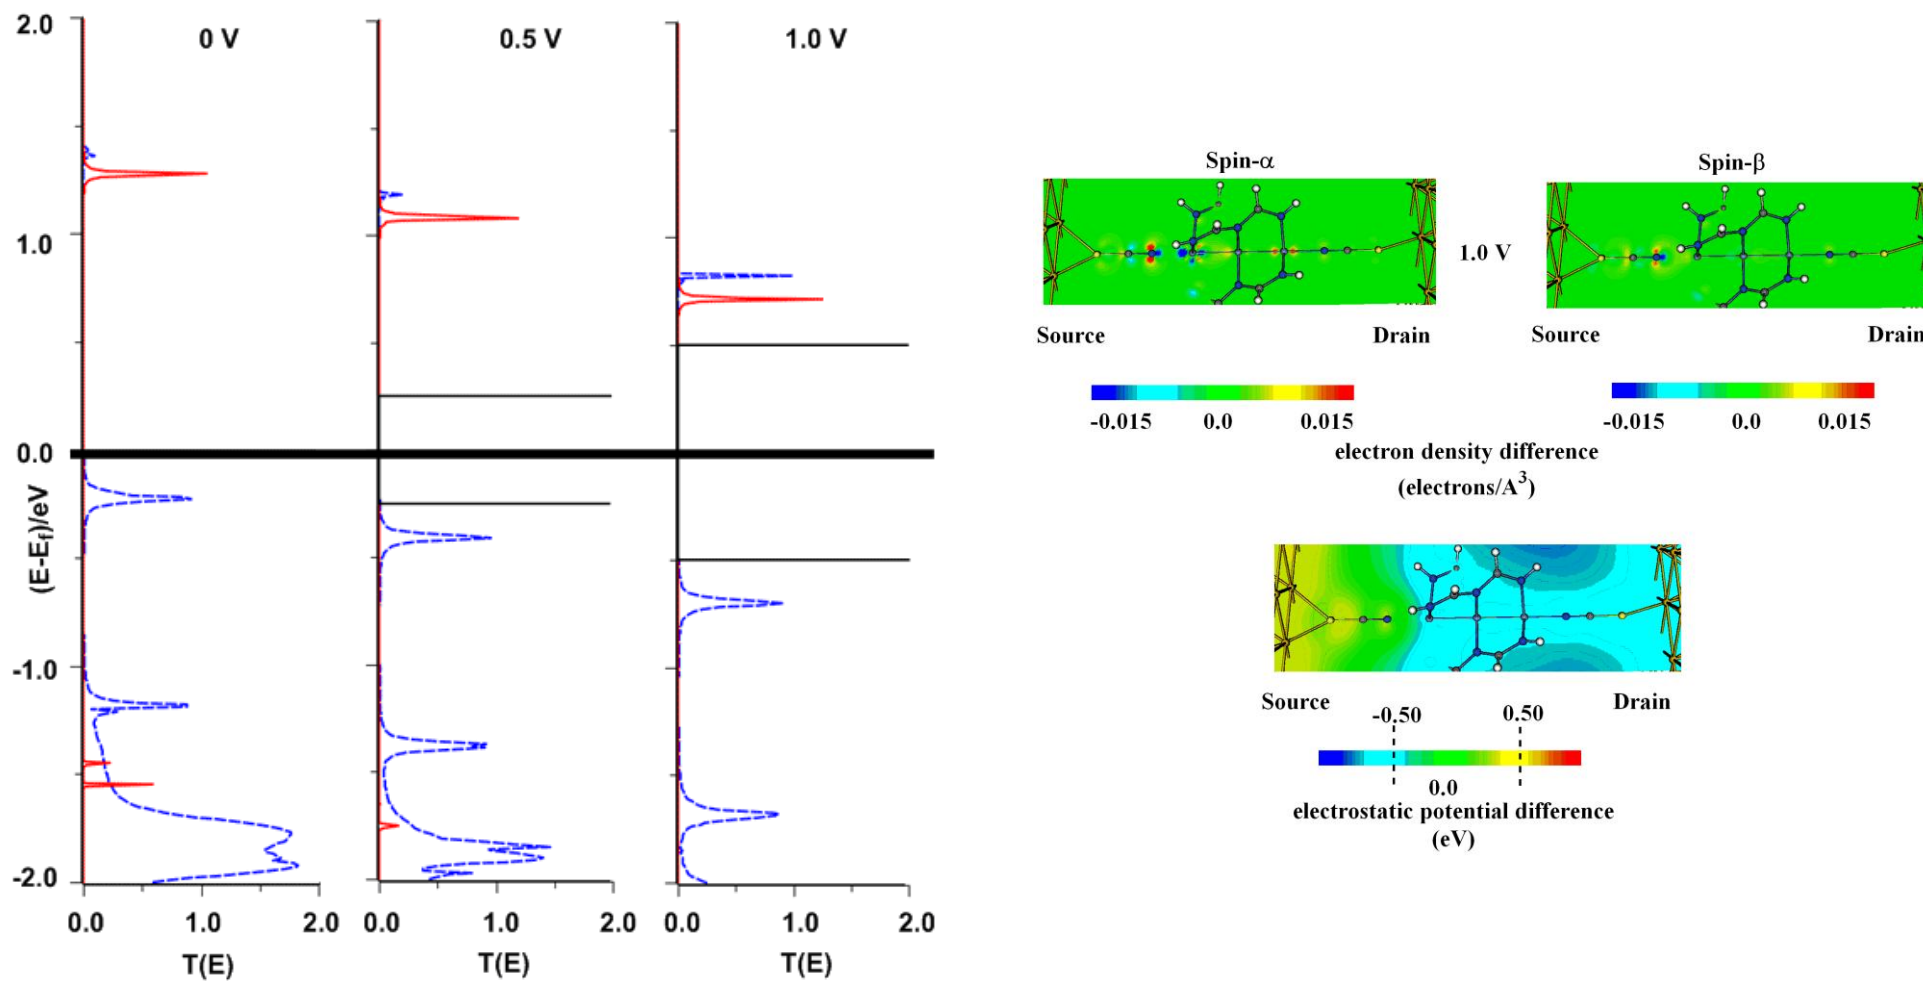 2.0
0 V
0.5 V
1.0 V
1.0
0.0
(E-Ef)/eV
-1.0
-2.0
0.0 1.0 2.0
0.0 1.0 2.0
0.0 1.0 2.0
T(E)
T(E)
T(E)
Spin-α
Spin-β
1.0 V
Source Drain
Source Drain
-0.015 0.0 0.015
-0.015 0.0 0.015
electron density difference
(electrons/A³)
Source Drain
-0.50 0.50
0.0
electrostatic potential difference
(eV)